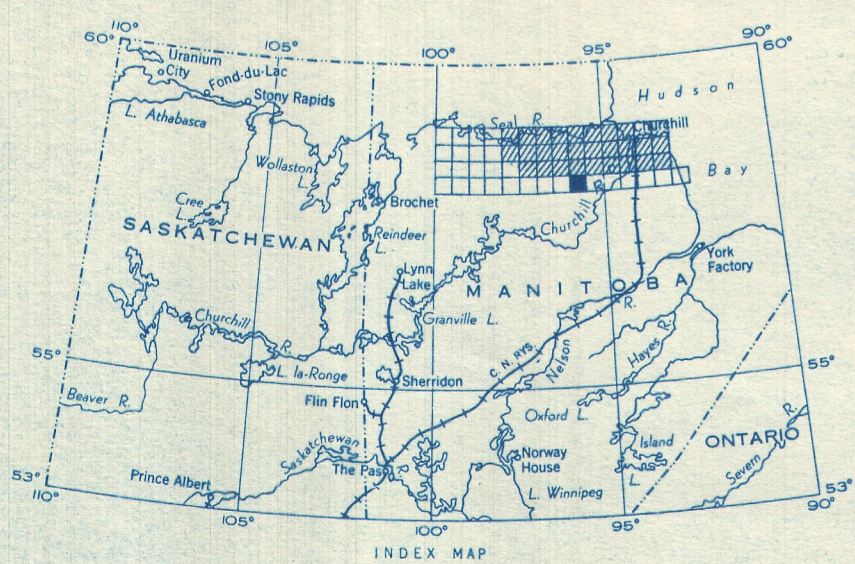 110°
60°
105°
100°
95°
90°
60°
Uranium
City
Fond-du-Lac
Stony Rapids
L. Athabasca
Hudson
Seal R.
Churchill
Wollaston
L.
Bay
Cree
L.
Brochet
SASKATCHEWAN
Reindeer
L.
Churchill
York
Factory
Lynn
Lake
MANITOBA
R.
Churchill
R.
Granville L.
C. N. RYS.
Nelson
Hayes R.
55°
L. la-Ronge
Sherridon
55°
Beaver R.
Flin Flon
Oxford L.
Island
L.
ONTARIO
Saskatchewan
R.
The Pas
Norway
House
Severn R.
53°
110°
Prince Albert
L. Winnipeg
53°
90°
105°
100°
95°
INDEX MAP